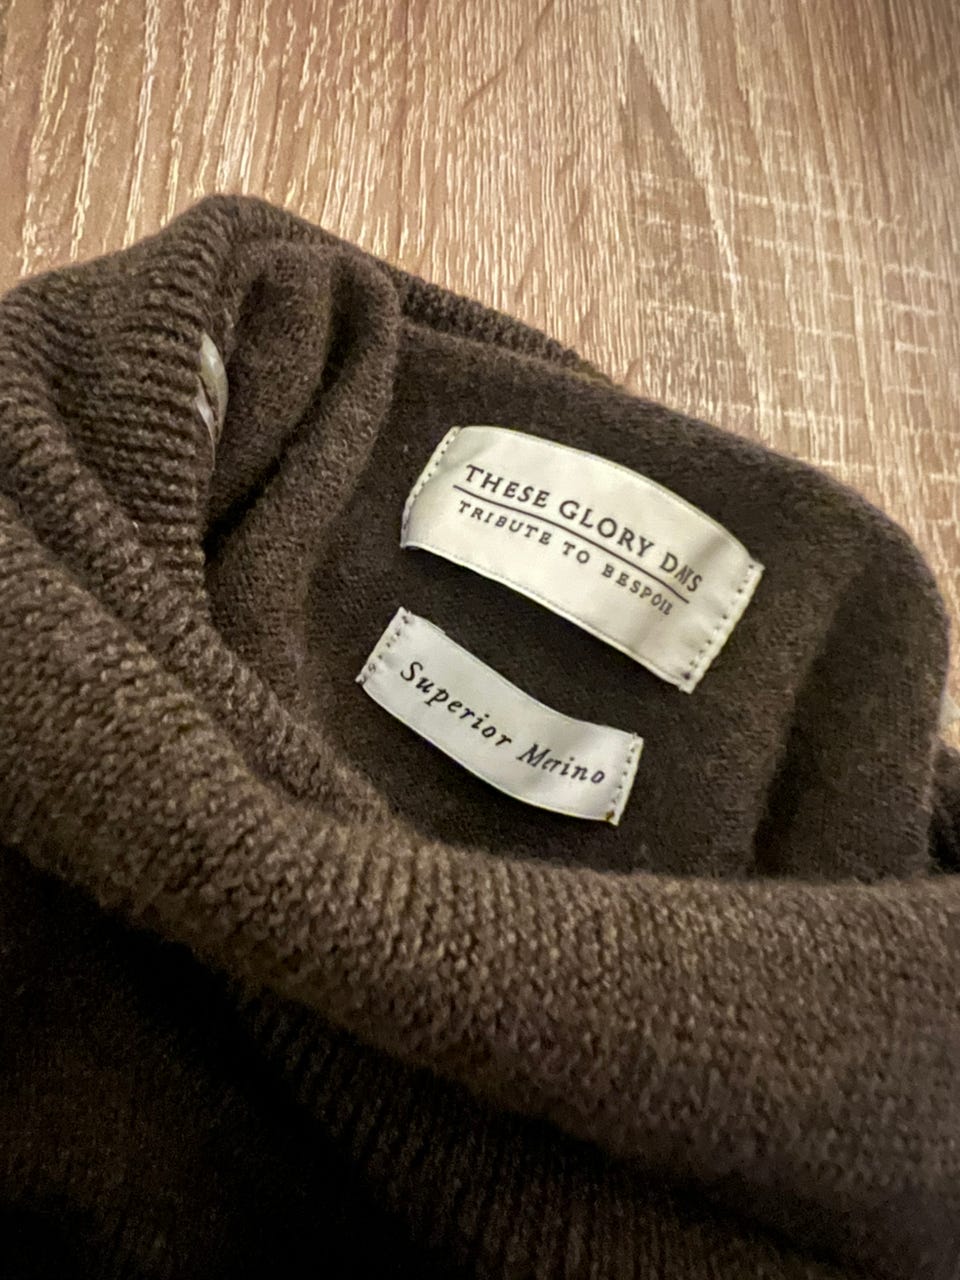 THESE GLORY DAYS
TRIBUTE TO BESPOKE
Superior Merino